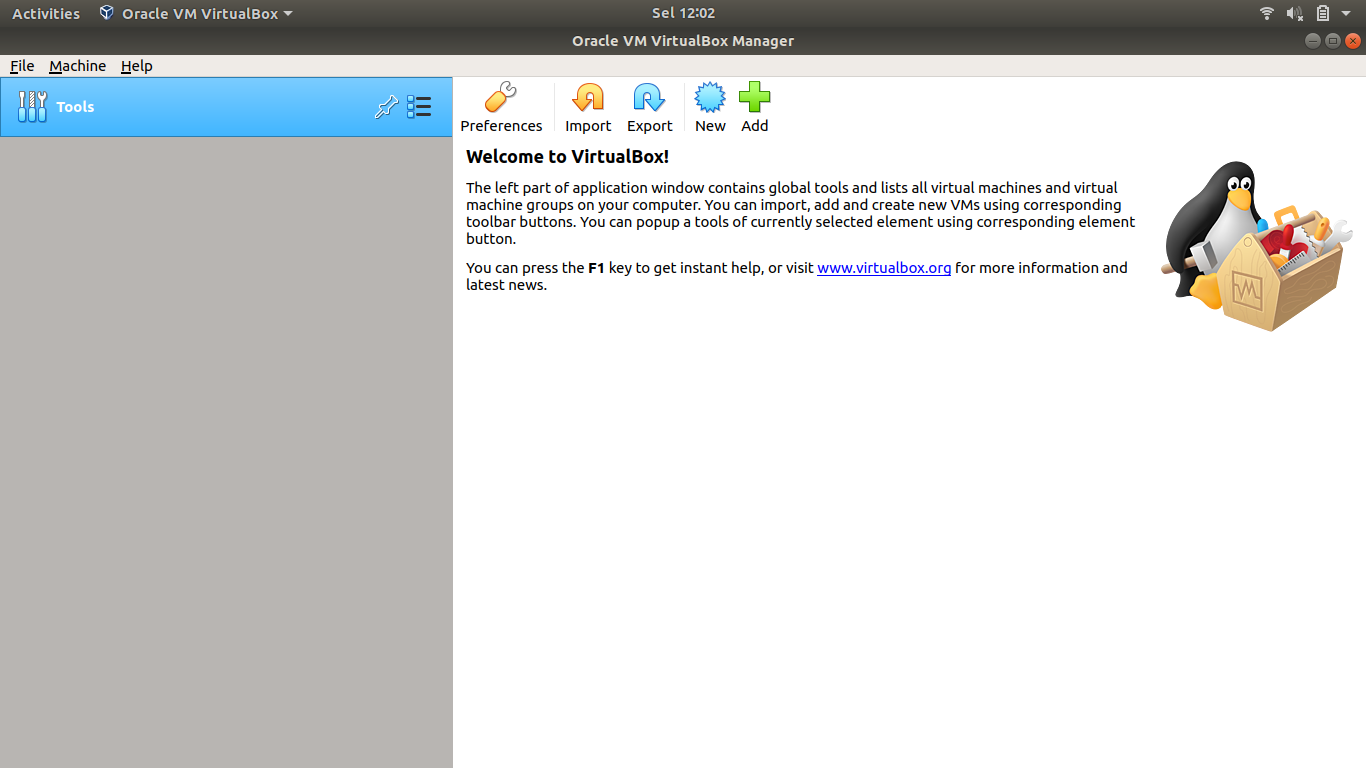 Activities Oracle VM VirtualBox Sel 12:02
Oracle VM VirtualBox Manager
File Machine Help
Tools
Preferences Import Export New Add
Welcome to VirtualBox!
The left part of application window contains global tools and lists all virtual machines and virtual
machine groups on your computer. You can import, add and create new VMs using corresponding
toolbar buttons. You can popup a tools of currently selected element using corresponding element
button.
You can press the F1 key to get instant help, or visit www.virtualbox.org for more information and
latest news.